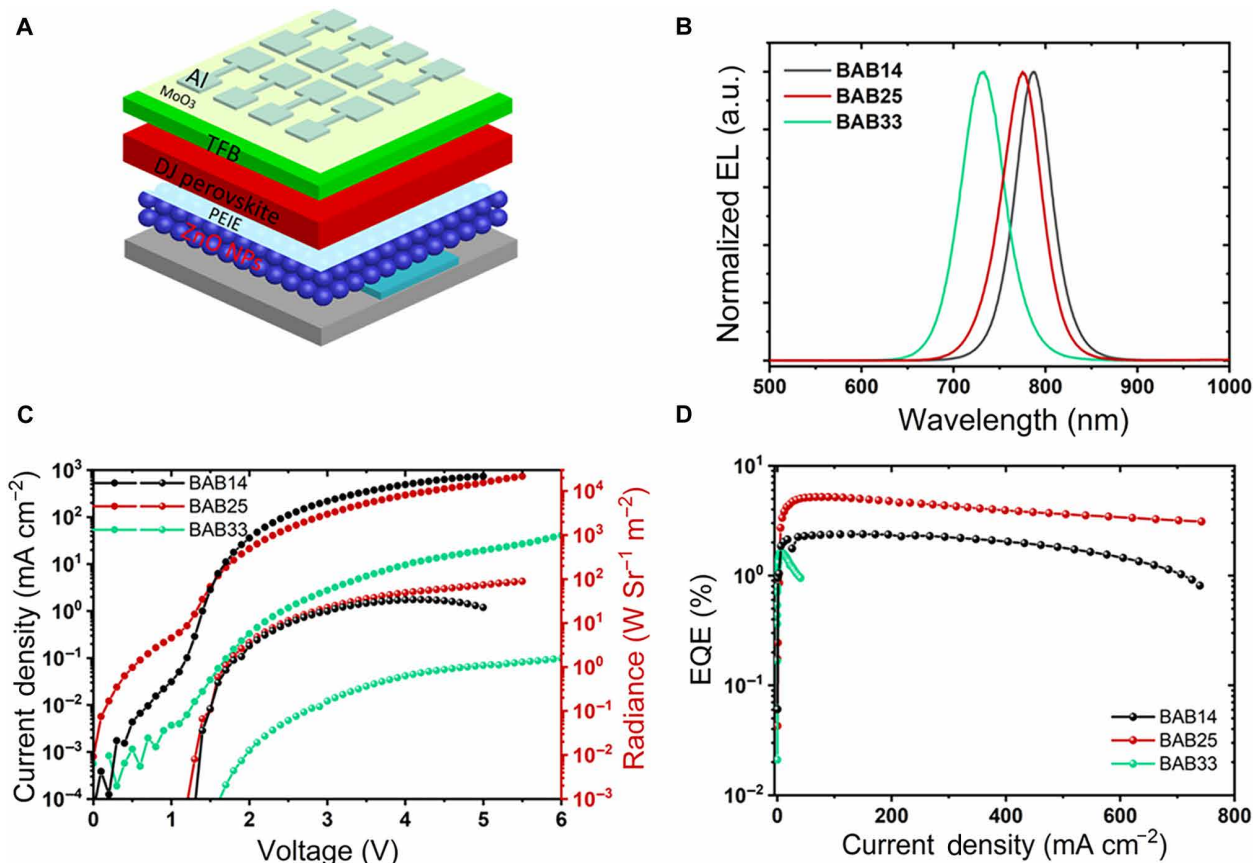 A
Al
MoO₃
TFB
DJ perovskite
PEIE
ZnO NPs
B
BAB14
BAB25
BAB33
Normalized EL (a.u.)
500 600 700 800 900 1000
Wavelength (nm)
C
10³
10²
10¹
10⁰
10⁻¹
10⁻²
10⁻³
10⁻⁴
Current density (mA cm⁻²)
BAB14
BAB25
BAB33
10⁴
10³
10²
10¹
10⁰
10⁻¹
10⁻²
10⁻³
Radiance (W Sr⁻¹ m⁻²)
0 1 2 3 4 5 6
Voltage (V)
D
10¹
10⁰
10⁻¹
10⁻²
EQE (%)
BAB14
BAB25
BAB33
0 200 400 600 800
Current density (mA cm⁻²)